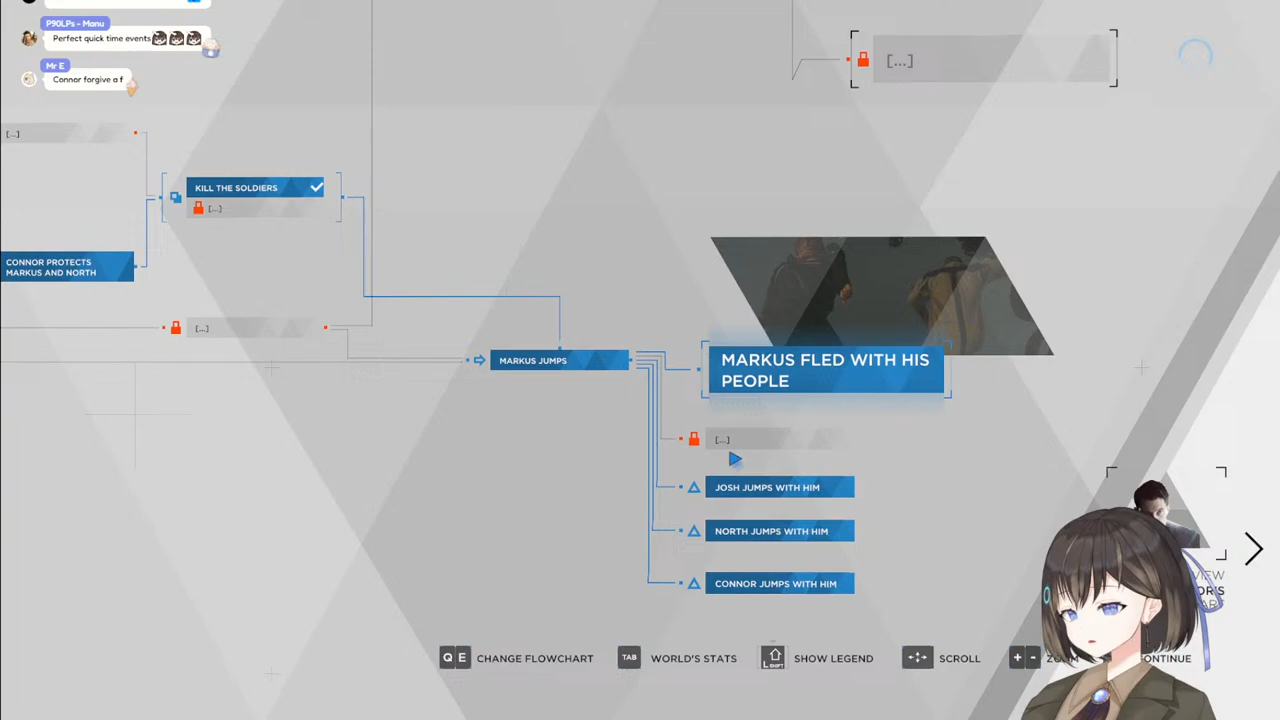 P90LPs - Manu
Perfect quick time events
Mr E
Connor forgive a f
[...]
[...]
KILL THE SOLDIERS
[...]
CONNOR PROTECTS
MARKUS AND NORTH
[...]
MARKUS JUMPS
MARKUS FLED WITH HIS
PEOPLE
[...]
JOSH JUMPS WITH HIM
NORTH JUMPS WITH HIM
CONNOR JUMPS WITH HIM
Q E CHANGE FLOWCHART
TAB WORLD'S STATS
L SHIFT SHOW LEGEND
SCROLL
+ -